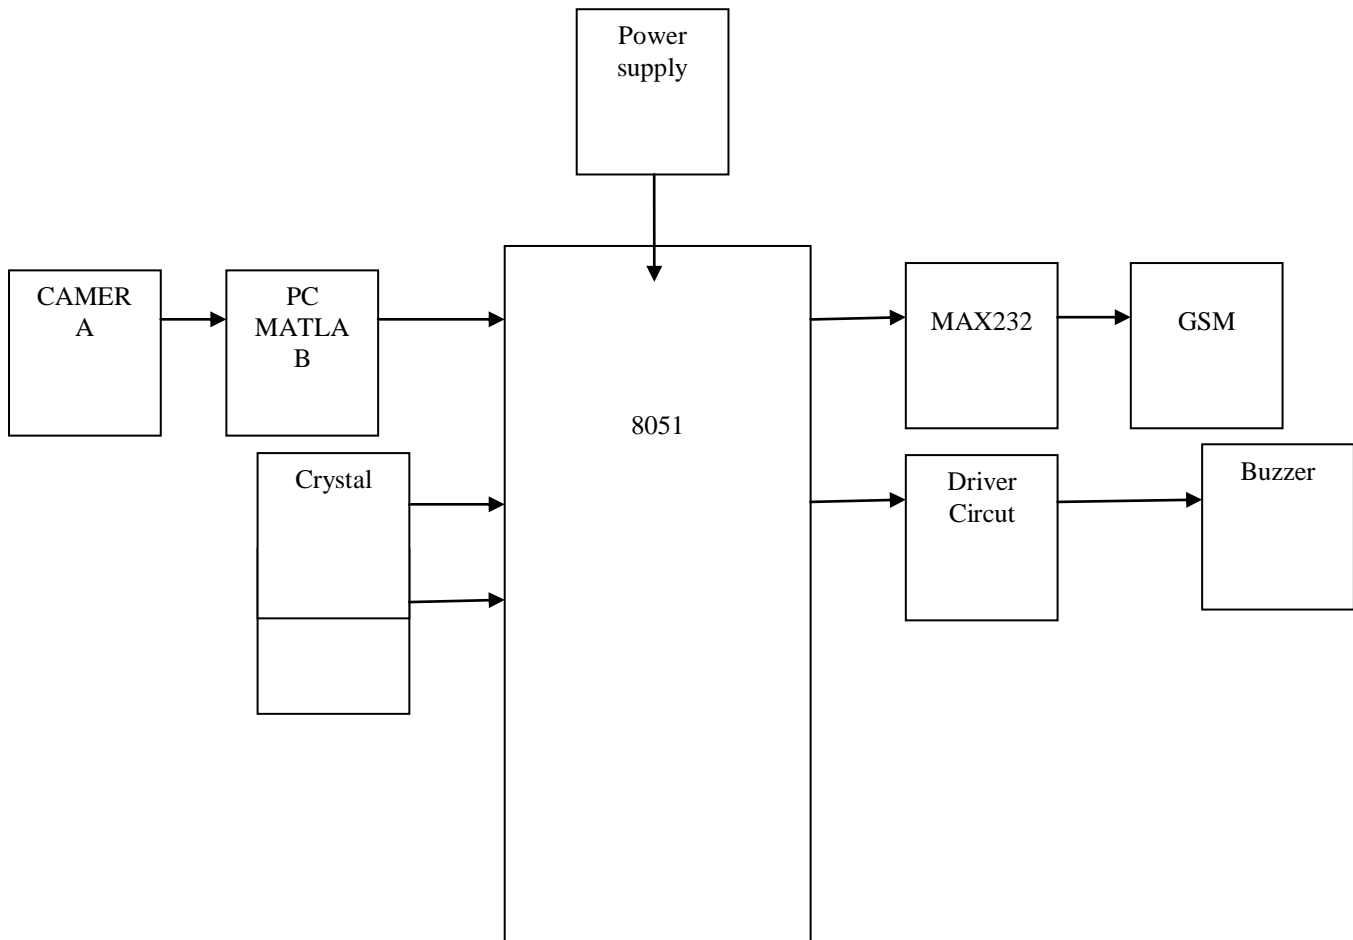 Power
supply
CAMER
A
PC
MATLA
B
MAX232
GSM
8051
Crystal
Driver
Circut
Buzzer